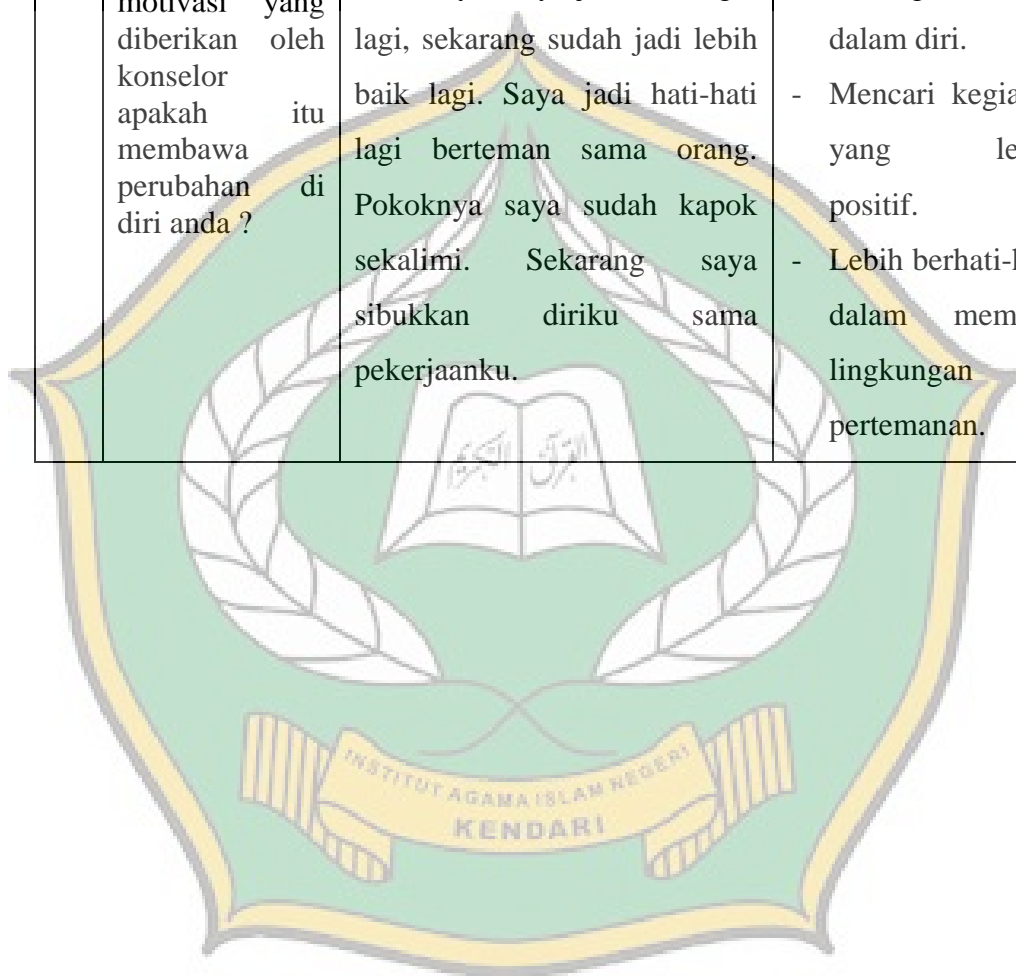 motivasi yang
diberikan oleh
konselor
apakah itu
membawa
perubahan di
diri anda ?
lagi, sekarang sudah jadi lebih
baik lagi. Saya jadi hati-hati
lagi berteman sama orang.
Pokoknya saya sudah kapok
sekalimi. Sekarang saya
sibukkan diriku sama
pekerjaanku.
dalam diri.
- Mencari kegia
yang le
positif.
- Lebih berhati-h
dalam mem
lingkungan
pertemanan.
القرآن الكريم
INSTITUT AGAMA ISLAM NEGERI
KENDARI